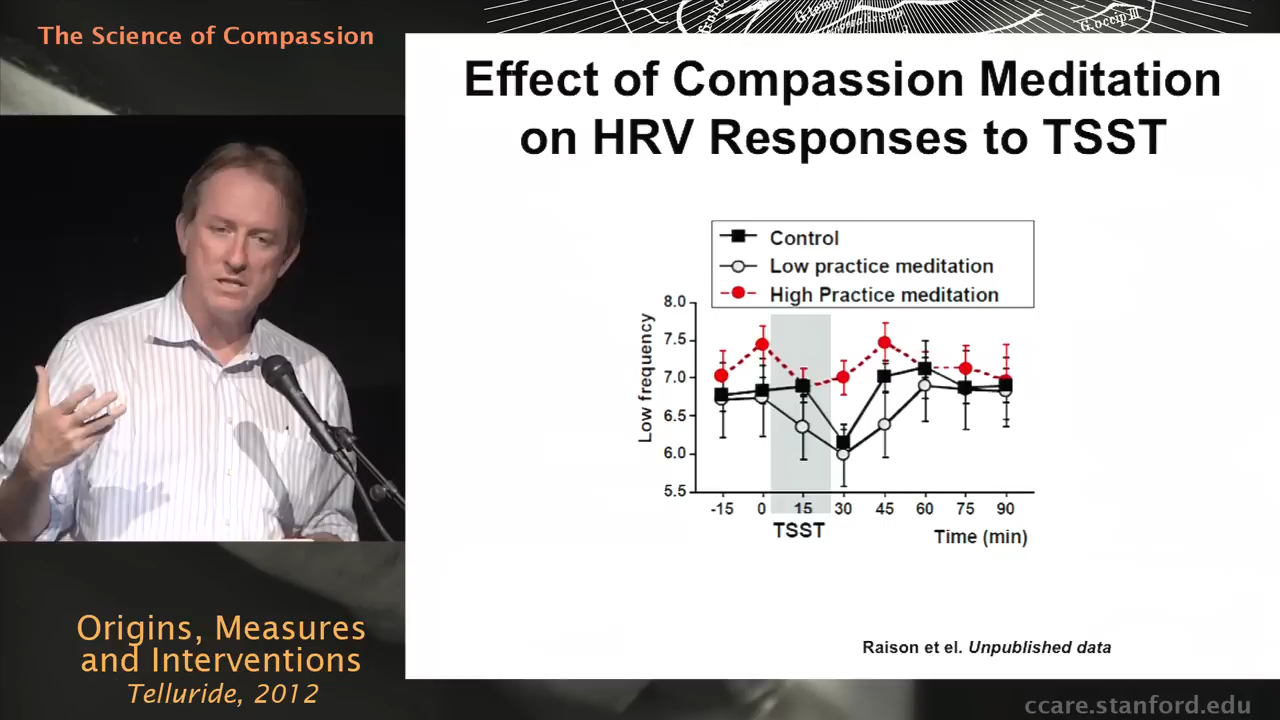 The Science of Compassion
G.occip III
Effect of Compassion Meditation
on HRV Responses to TSST
Control
Low practice meditation
High Practice meditation
Low frequency
8.0
7.5
7.0
6.5
6.0
5.5
-15
0
15
30
45
60
75
90
TSST
Time (min)
Raison et el. Unpublished data
Origins, Measures
and Interventions
Telluride, 2012
ccare.stanford.edu